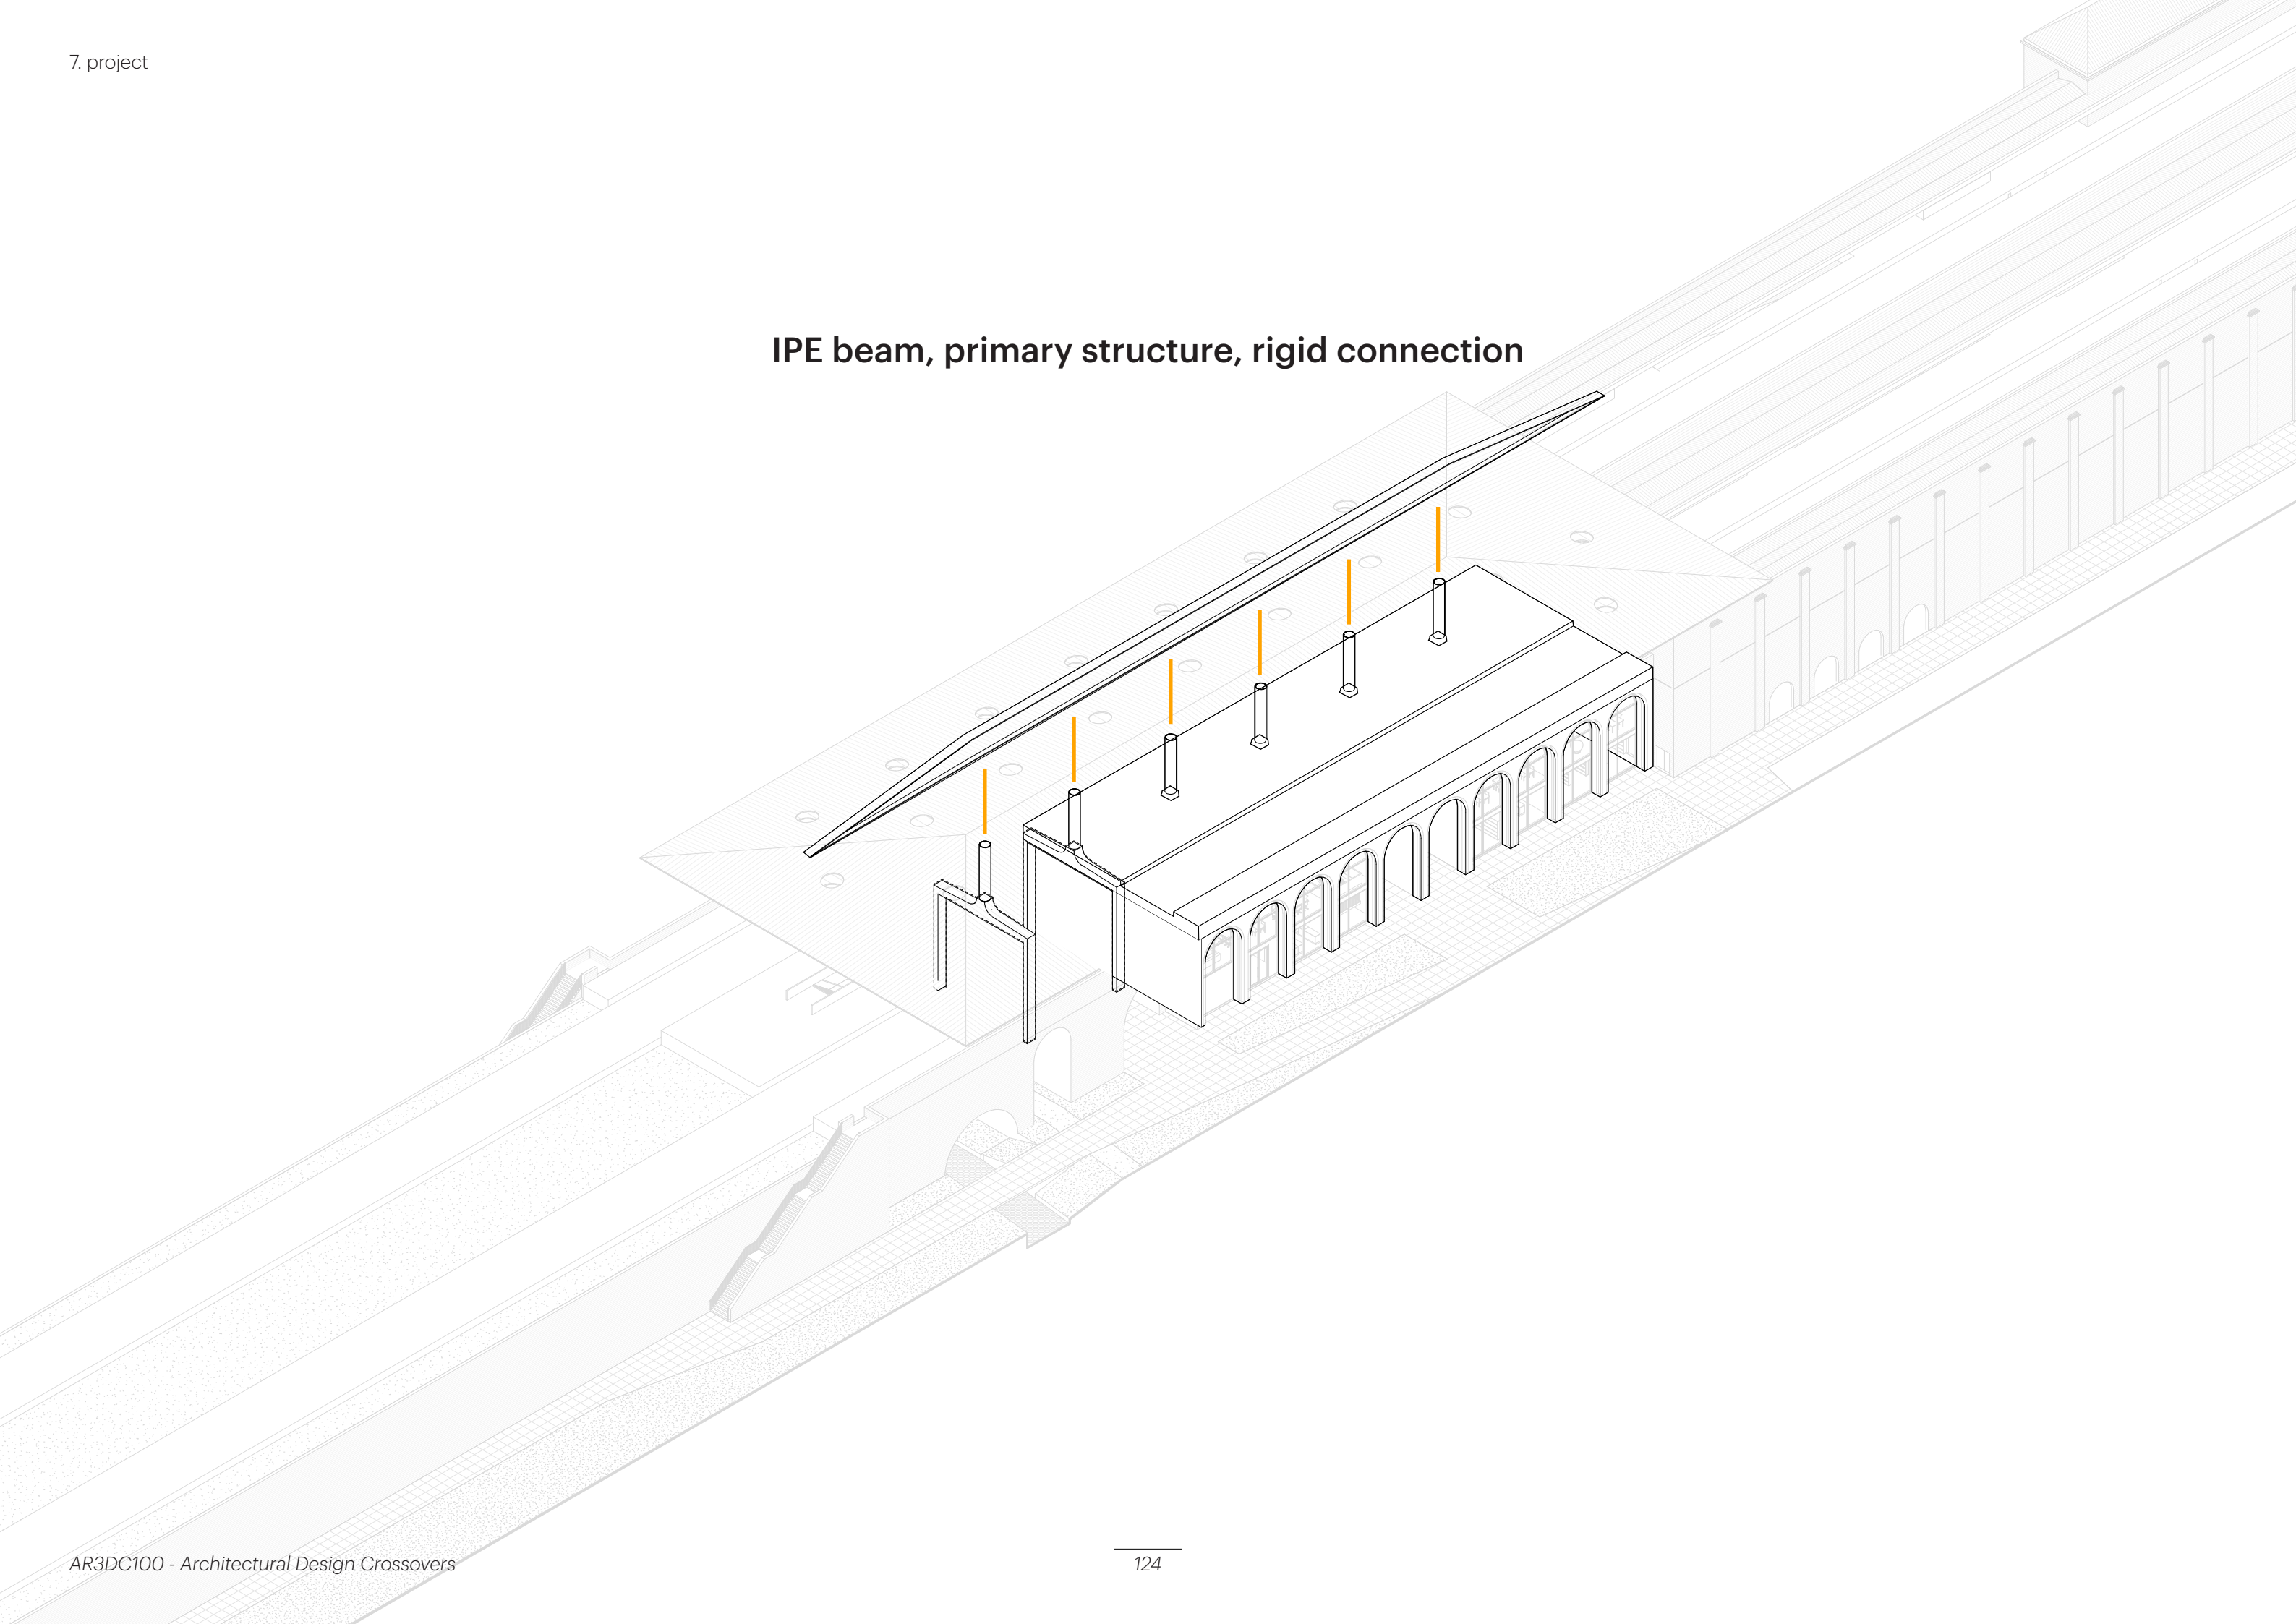 7. project
IPE beam, primary structure, rigid connection
AR3DC100 - Architectural Design Crossovers
124